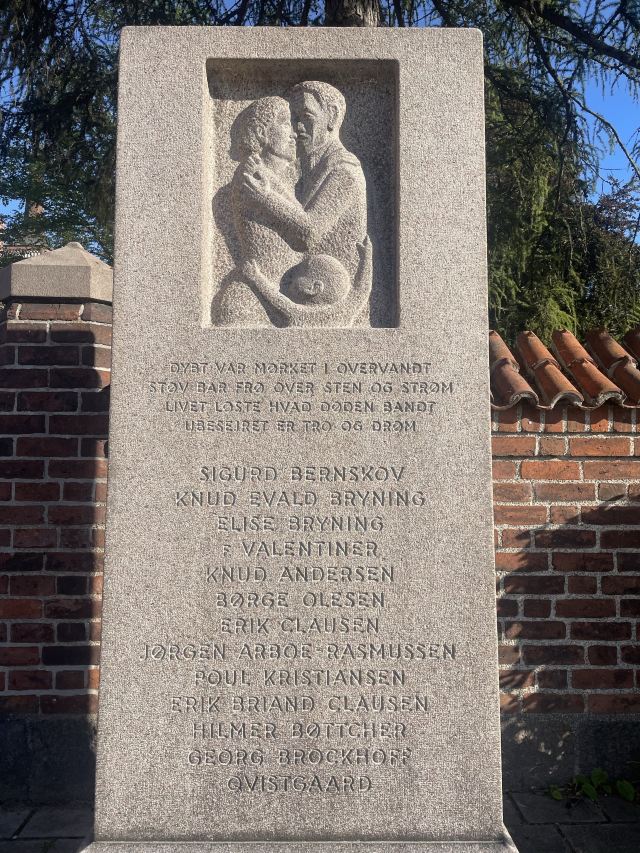 DYBT VAR MØRKET I OVERVANDT
STØV BAR FRØ OVER STEN OG STRØM
LIVET LØSTE HVAD DØDEN BANDT
UBESEJRET ER TRO OG DRØM
SIGURD BERNSKOV
KNUD EVALD BRYNING
ELISE BRYNING
F. VALENTINER
KNUD ANDERSEN
BØRGE OLESEN
ERIK CLAUSEN
JØRGEN ARBOE-RASMUSSEN
POUL KRISTIANSEN
ERIK BRIAND CLAUSEN
HILMER BØTTCHER
GEORG BROCKHOFF
QVISTGAARD